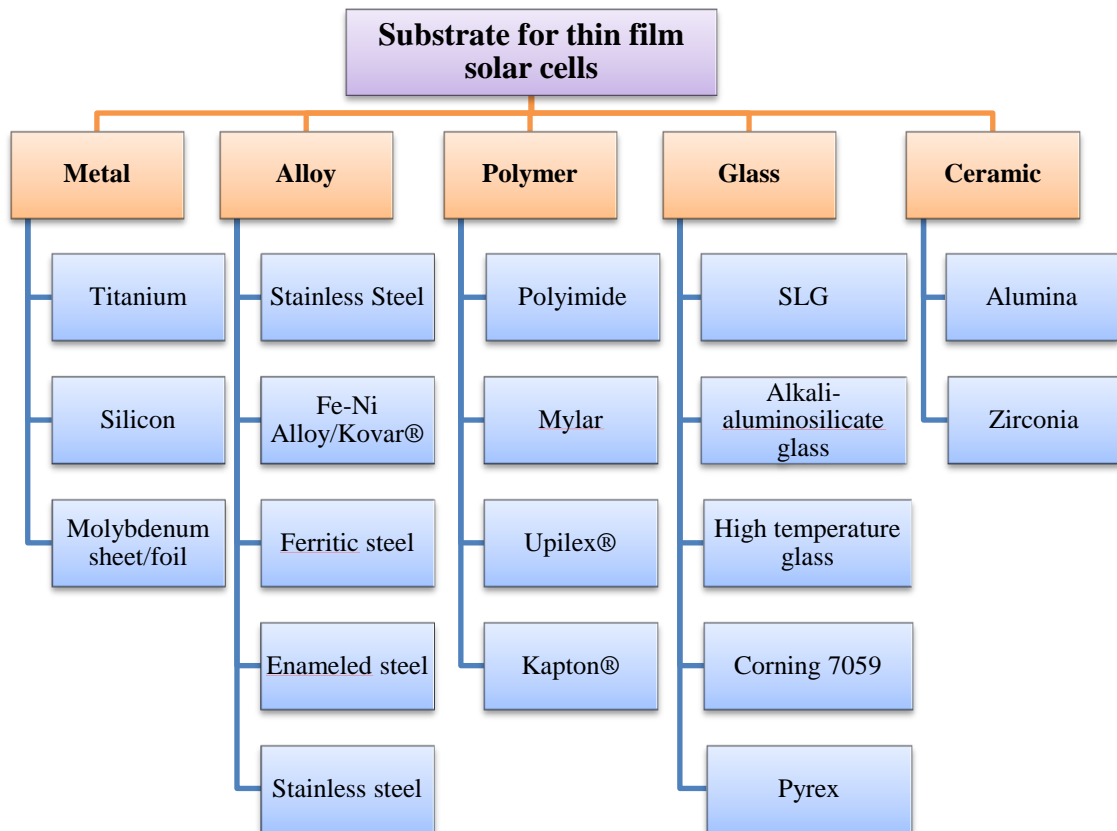 Substrate for thin film
solar cells
Metal
Alloy
Polymer
Glass
Ceramic
Titanium
Silicon
Molybdenum
sheet/foil
Stainless Steel
Fe-Ni
Alloy/Kovar®
Ferritic steel
Enameled steel
Stainless steel
Polyimide
Mylar
Upilex®
Kapton®
SLG
Alkali-
aluminosilicate
glass
High temperature
glass
Corning 7059
Pyrex
Alumina
Zirconia